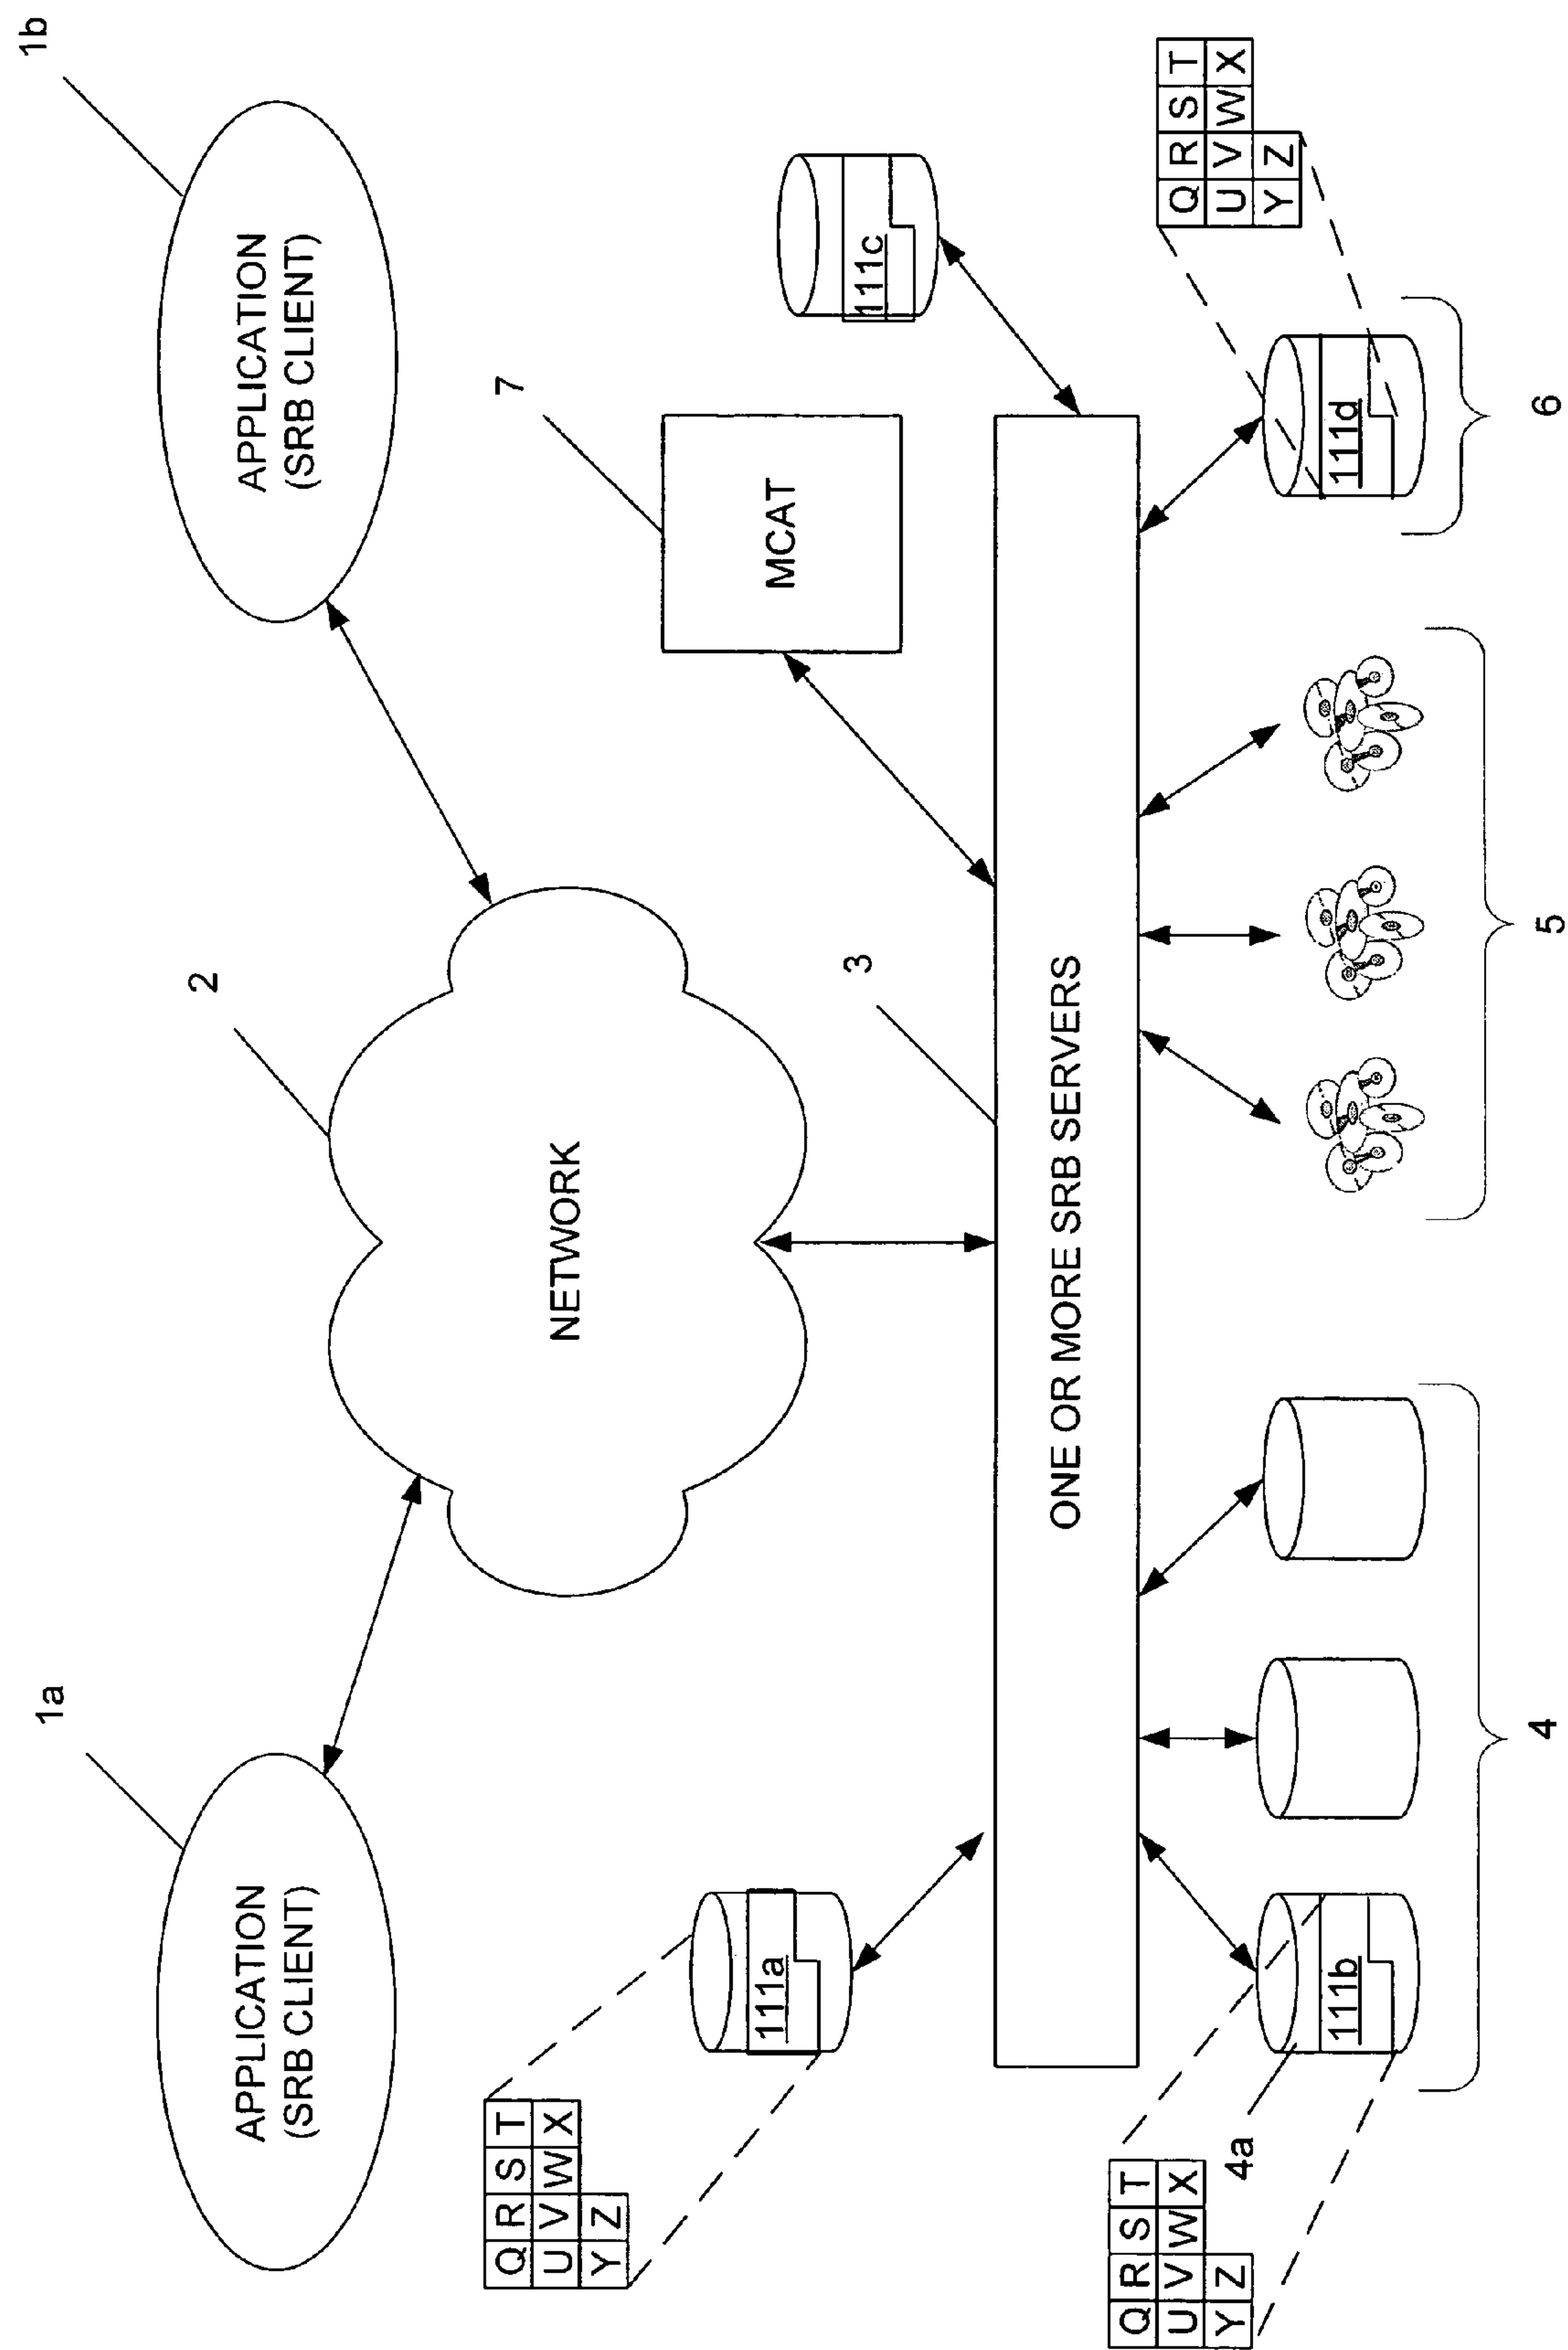 1a
1b
APPLICATION
(SRB CLIENT)
APPLICATION
(SRB CLIENT)
2
NETWORK
7
MCAT
Q R S T
U V W X
Y Z
111a
111c
3
ONE OR MORE SRB SERVERS
Q R S T
U V W X
Y Z
4a
111b
111d
Q R S T
U V W X
Y Z
4
5
6